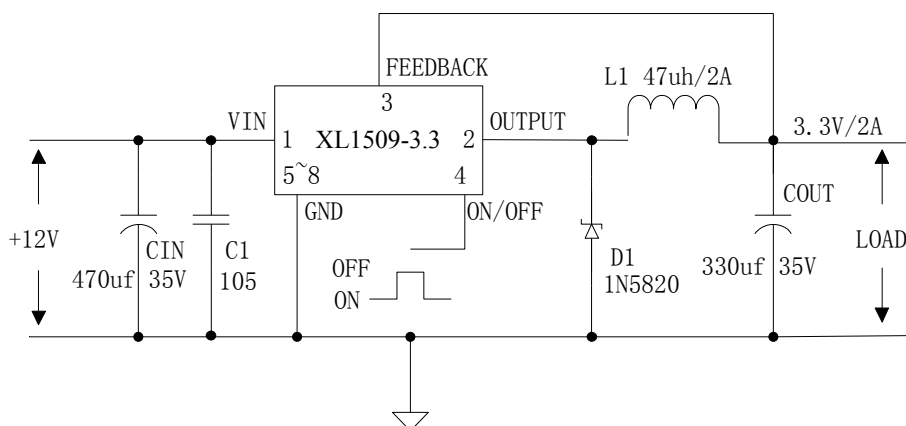 FEEDBACK
L1 47uh/2A
3
VIN
OUTPUT
3.3V/2A
1
XL1509-3.3
2
5~8
4
GND
ON/OFF
COUT
+12V
CIN
C1
470uf
35V
105
OFF
ON
D1
1N5820
330uf
35V
LOAD